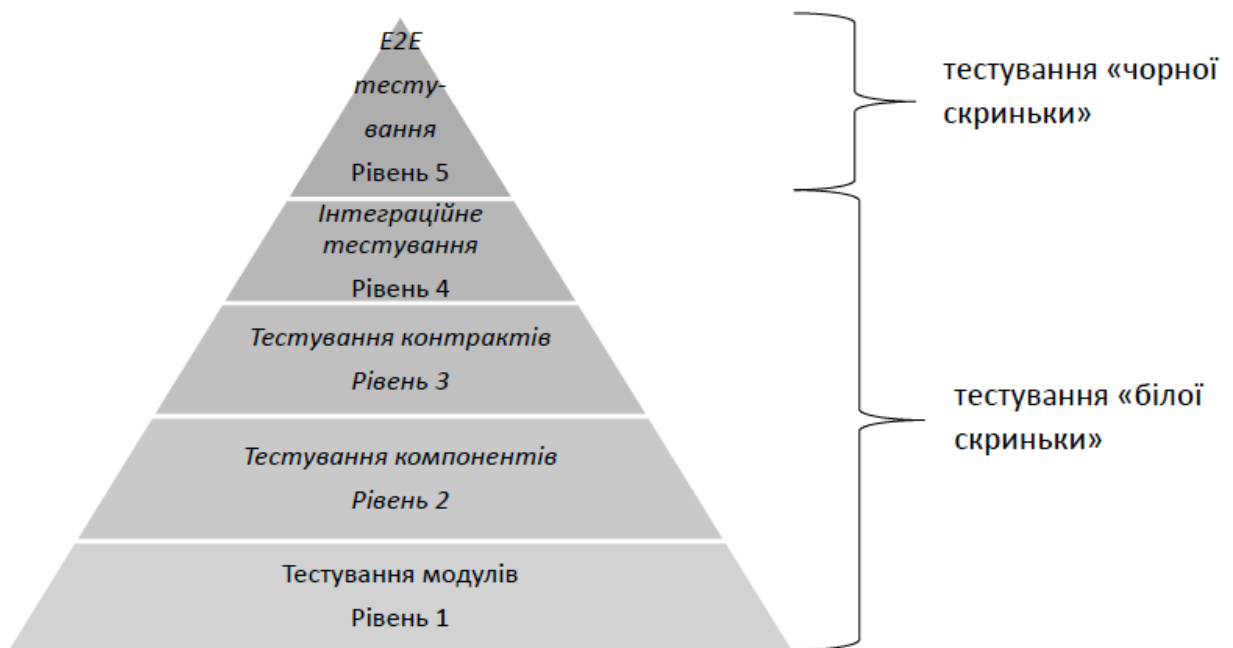 E2E
тесту-
вання
Рівень 5
Інтеграційне
тестування
Рівень 4
Тестування контрактів
Рівень 3
Тестування компонентів
Рівень 2
Тестування модулів
Рівень 1
тестування «чорної
скриньки»
тестування «білої
скриньки»